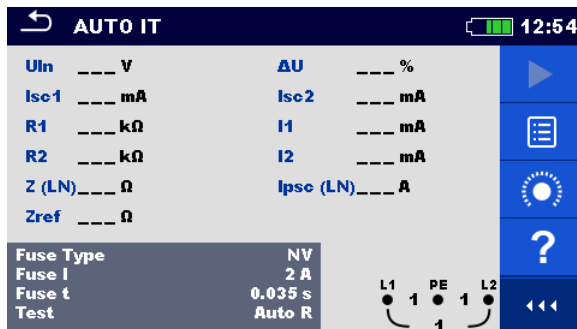 AUTO IT 12:54
Uln ___ V ΔU ___ %
Isc1 ___ mA Isc2 ___ mA
R1 ___ kΩ I1 ___ mA
R2 ___ kΩ I2 ___ mA
Z (LN)___ Ω Ipsc (LN)___ A
Zref ___ Ω
?
Fuse Type NV
Fuse I 2 A
Fuse t 0.035 s
Test Auto R
L1 PE L2
1 1
1